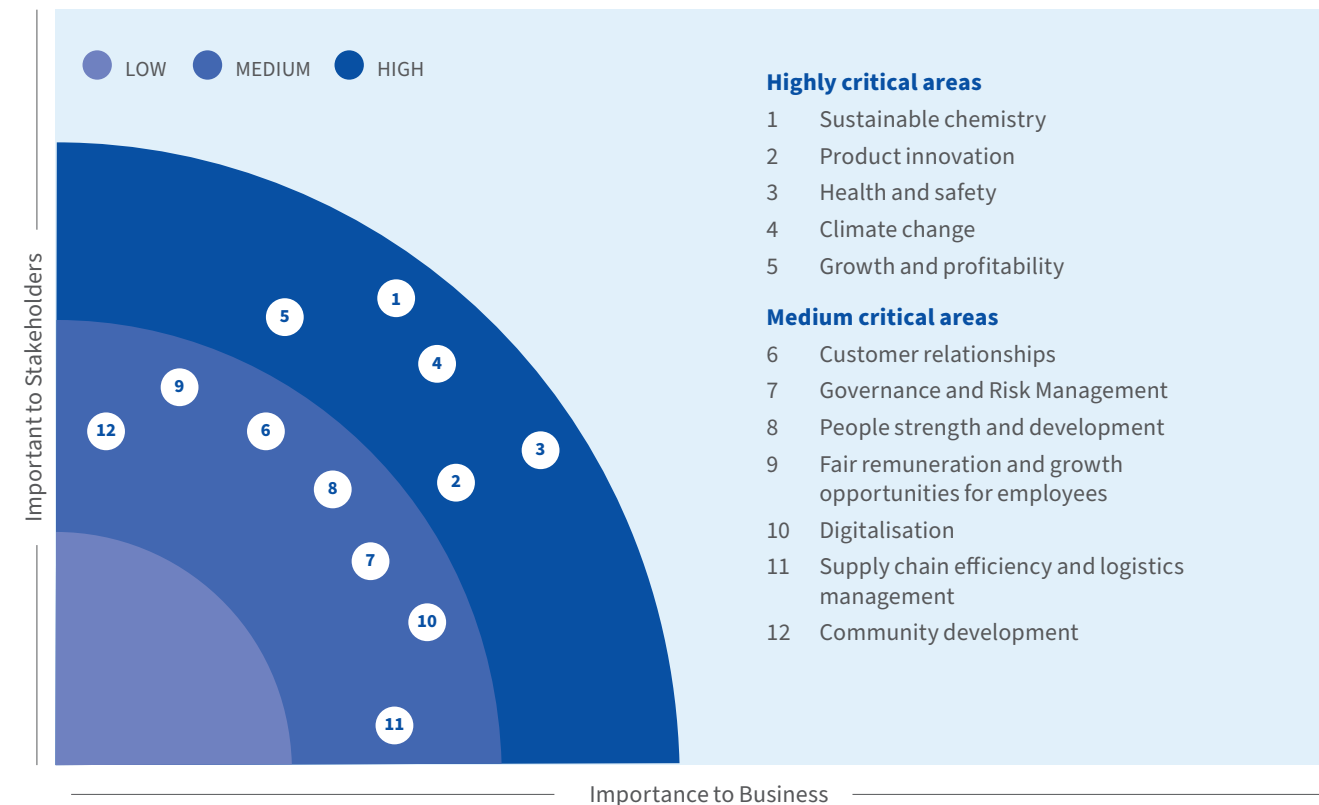 LOW MEDIUM HIGH
Important to Stakeholders
5
1
4
9
12
6
3
2
8
7
10
11
Importance to Business
Highly critical areas
1 Sustainable chemistry
2 Product innovation
3 Health and safety
4 Climate change
5 Growth and profitability
Medium critical areas
6 Customer relationships
7 Governance and Risk Management
8 People strength and development
9 Fair remuneration and growth
opportunities for employees
10 Digitalisation
11 Supply chain efficiency and logistics
management
12 Community development